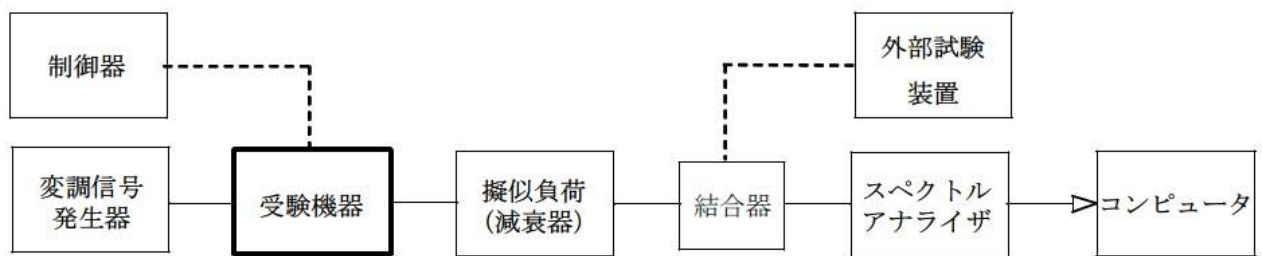 制御器
外部試験
装置
変調信号
発生器
受験機器
擬似負荷
(減衰器)
結合器
スペクトル
アナライザ
コンピュータ